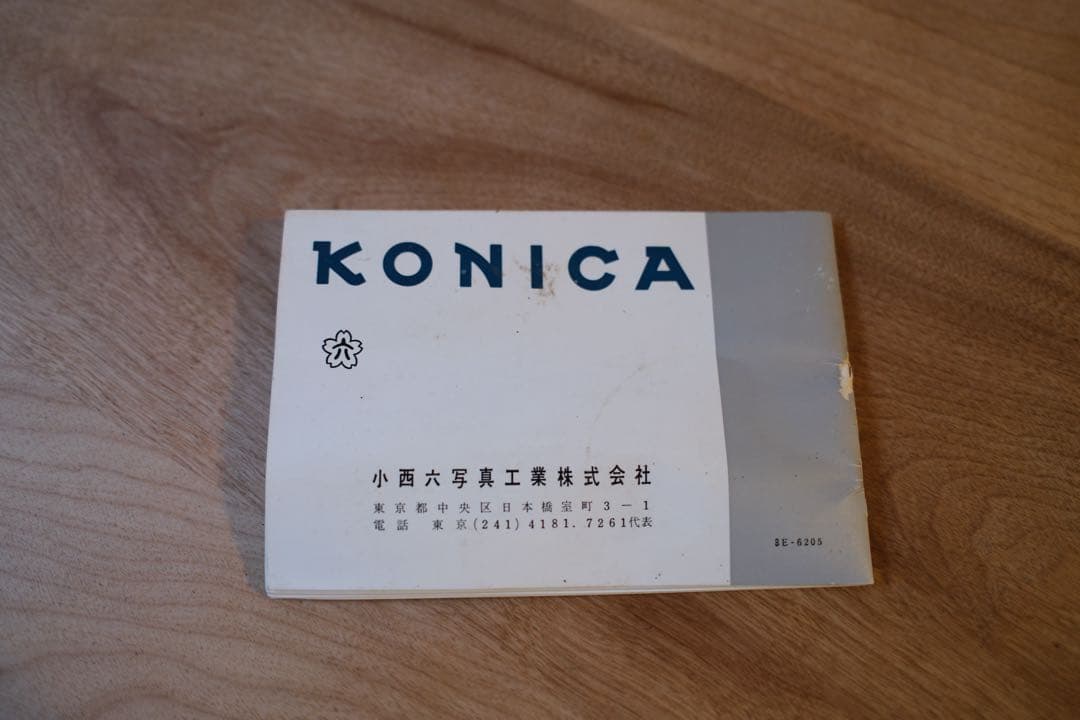 KONICA
六
小西六写真工業株式会社
東京都中央区日本橋室町3-1
電話 東京(241)4181.7261代表
8E-6205